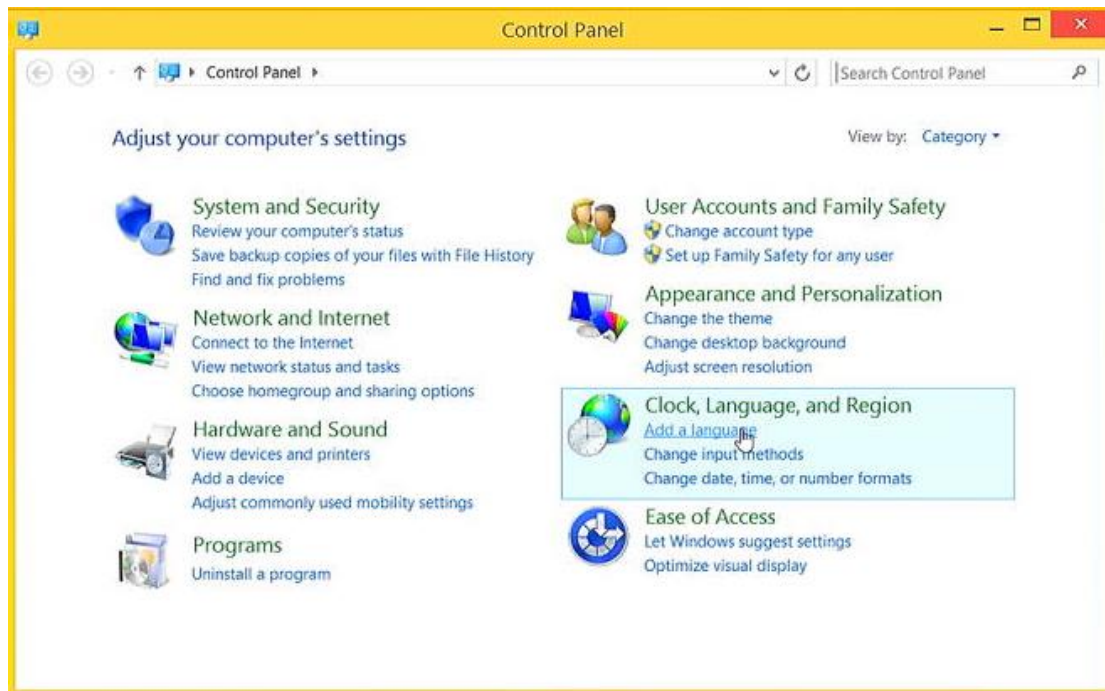 Control Panel
Control Panel
Search Control Panel
Adjust your computer's settings
View by: Category
System and Security
Review your computer's status
Save backup copies of your files with File History
Find and fix problems
Network and Internet
Connect to the Internet
View network status and tasks
Choose homegroup and sharing options
Hardware and Sound
View devices and printers
Add a device
Adjust commonly used mobility settings
Programs
Uninstall a program
User Accounts and Family Safety
Change account type
Set up Family Safety for any user
Appearance and Personalization
Change the theme
Change desktop background
Adjust screen resolution
Clock, Language, and Region
Add a language
Change input methods
Change date, time, or number formats
Ease of Access
Let Windows suggest settings
Optimize visual display